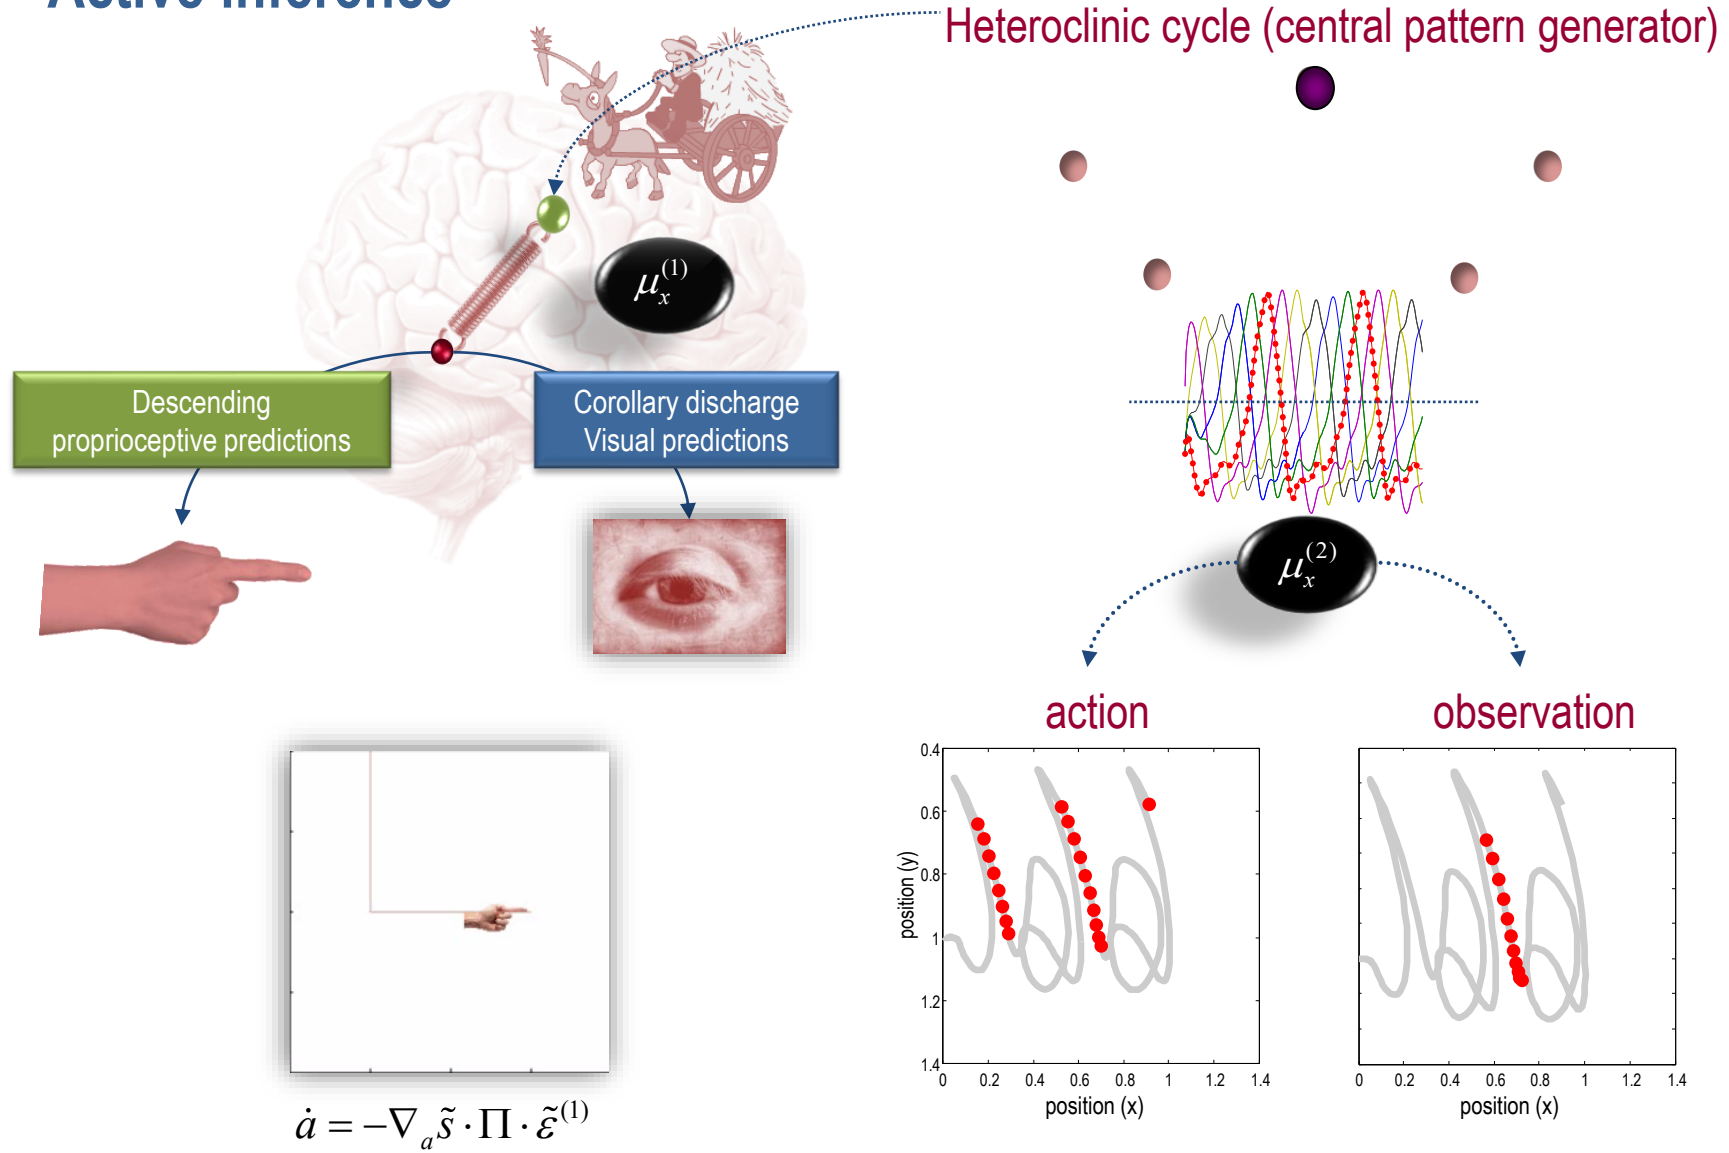 Active Inference
Heteroclinic cycle (central pattern generator)
μₓ⁽¹⁾
Descending
proprioceptive predictions
Corollary discharge
Visual predictions
μₓ⁽²⁾
action
observation
0.4
0.6
0.8
1
1.2
1.4
position (y)
0 0.2 0.4 0.6 0.8 1 1.2 1.4
position (x)
0 0.2 0.4 0.6 0.8 1 1.2 1.4
position (x)
ȧ = −∇ₐ s̃ · Π · ε̃⁽¹⁾